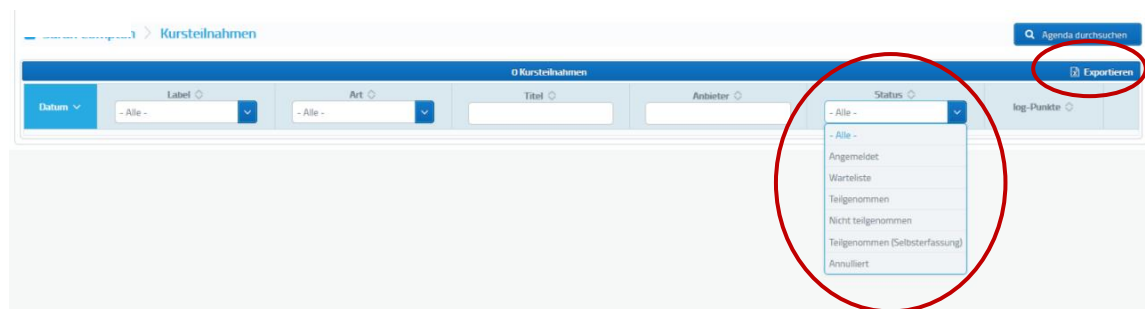 > Kursteilnahmen
Agenda durchsuchen
0 Kursteilnahmen
Exportieren
Datum
Label
- Alle -
Art
- Alle -
Titel
Anbieter
Status
- Alle -
log-Punkte
- Alle -
Angemeldet
Warteliste
Teilgenommen
Nicht teilgenommen
Teilgenommen (Selbsterfassung)
Annulliert